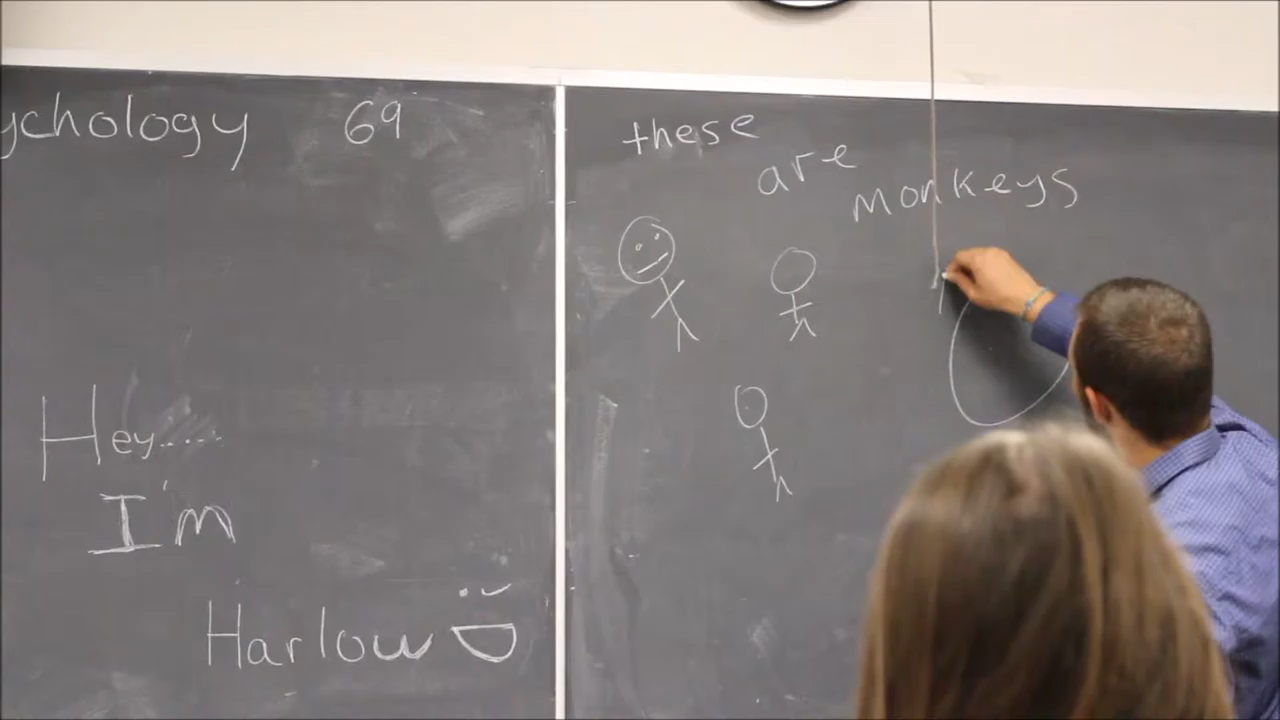 ychology 69
Hey......
I'm
Harlow
these
are
monkeys